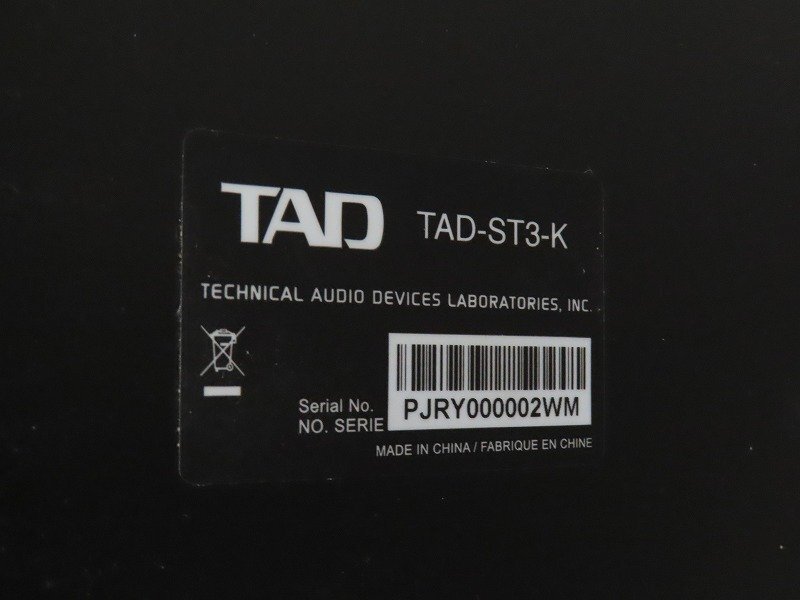 TAD TAD-ST3-K
TECHNICAL AUDIO DEVICES LABORATORIES, INC.
Serial No.
NO. SERIE
PJRY000002WM
MADE IN CHINA / FABRIQUE EN CHINE